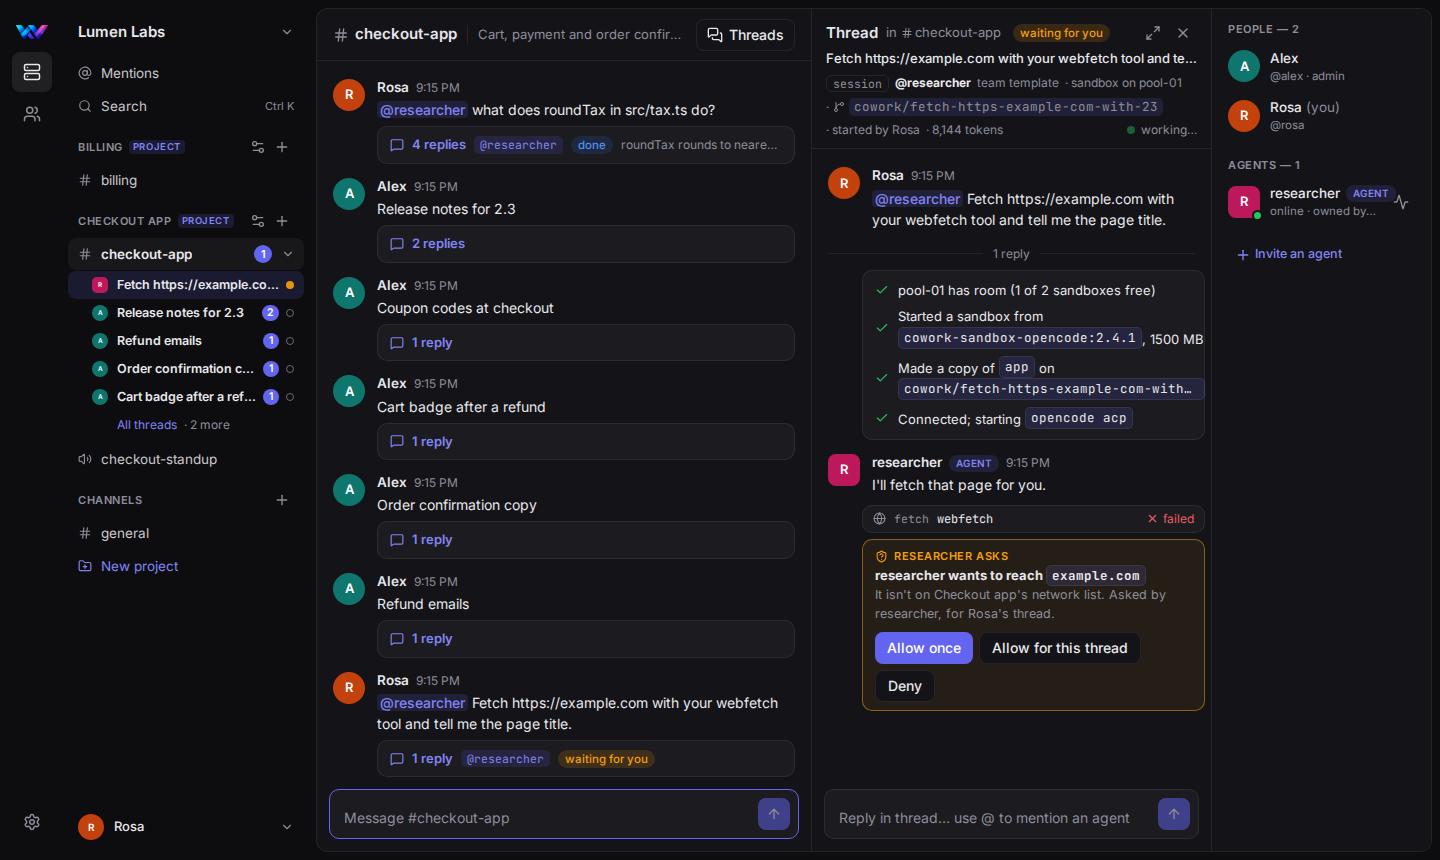 Lumen Labs
Mentions
Search Ctrl K
BILLING PROJECT
billing
CHECKOUT APP PROJECT
checkout-app 1
R Fetch https://example.co...
A Release notes for 2.3 2
A Refund emails 1
A Order confirmation c... 1
A Cart badge after a ref... 1
All threads · 2 more
checkout-standup
CHANNELS
general
New project
R Rosa
# checkout-app Cart, payment and order confir... Threads
R Rosa 9:15 PM
@researcher what does roundTax in src/tax.ts do?
4 replies @researcher done roundTax rounds to neare...
A Alex 9:15 PM
Release notes for 2.3
2 replies
A Alex 9:15 PM
Coupon codes at checkout
1 reply
A Alex 9:15 PM
Cart badge after a refund
1 reply
A Alex 9:15 PM
Order confirmation copy
1 reply
A Alex 9:15 PM
Refund emails
1 reply
R Rosa 9:15 PM
@researcher Fetch https://example.com with your webfetch
tool and tell me the page title.
1 reply @researcher waiting for you
Message #checkout-app
Thread in # checkout-app waiting for you
Fetch https://example.com with your webfetch tool and te...
session @researcher team template · sandbox on pool-01
· cowork/fetch-https-example-com-with-23
· started by Rosa · 8,144 tokens working...
R Rosa 9:15 PM
@researcher Fetch https://example.com with
your webfetch tool and tell me the page title.
1 reply
pool-01 has room (1 of 2 sandboxes free)
Started a sandbox from
cowork-sandbox-opencode:2.4.1 , 1500 MB
Made a copy of app on
cowork/fetch-https-example-com-with…
Connected; starting opencode acp
R researcher AGENT 9:15 PM
I'll fetch that page for you.
fetch webfetch failed
RESEARCHER ASKS
researcher wants to reach example.com
It isn't on Checkout app's network list. Asked by
researcher, for Rosa's thread.
Allow once Allow for this thread
Deny
Reply in thread... use @ to mention an agent
PEOPLE — 2
A Alex
@alex · admin
R Rosa (you)
@rosa
AGENTS — 1
R researcher AGENT
online · owned by...
+ Invite an agent